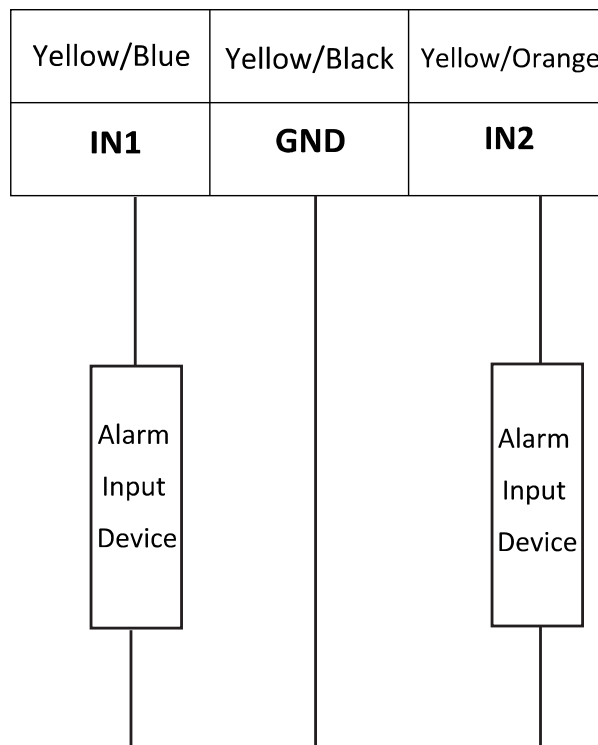 Yellow/Blue Yellow/Black Yellow/Orange
IN1 GND IN2
Alarm
Input
Device
Alarm
Input
Device